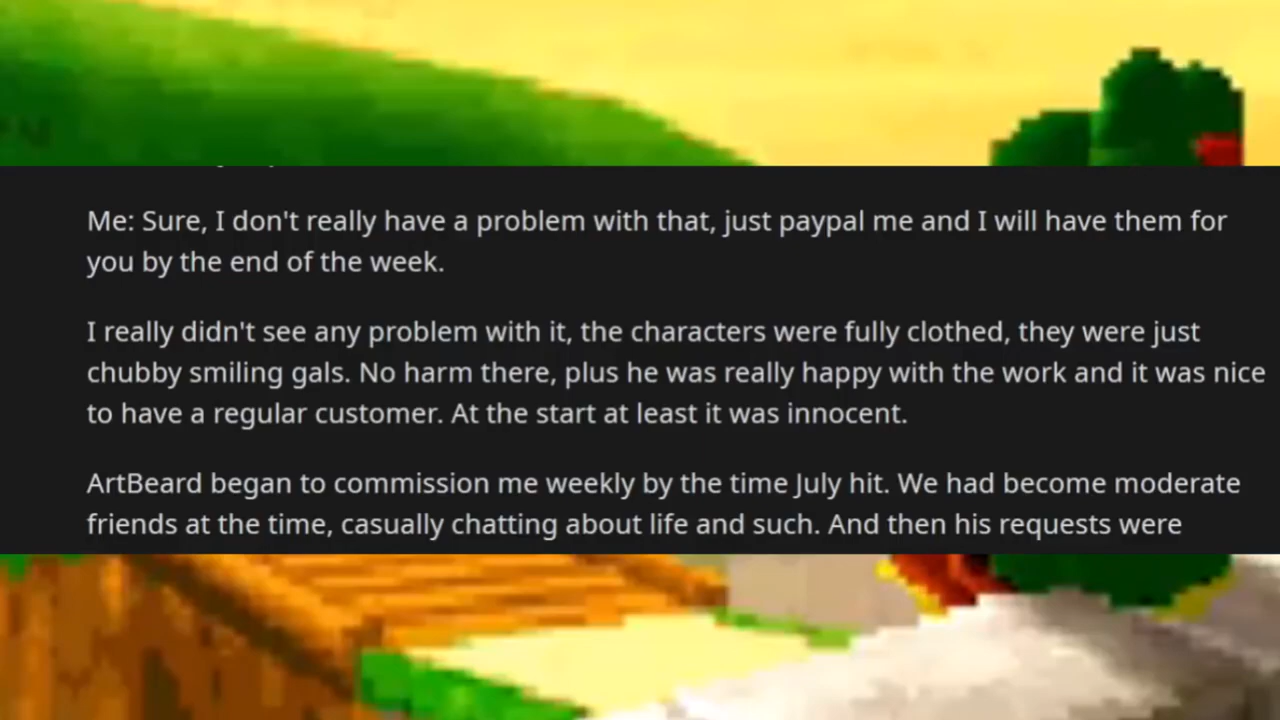 Me: Sure, I don't really have a problem with that, just paypal me and I will have them for
you by the end of the week.
I really didn't see any problem with it, the characters were fully clothed, they were just
chubby smiling gals. No harm there, plus he was really happy with the work and it was nice
to have a regular customer. At the start at least it was innocent.
ArtBeard began to commission me weekly by the time July hit. We had become moderate
friends at the time, casually chatting about life and such. And then his requests were